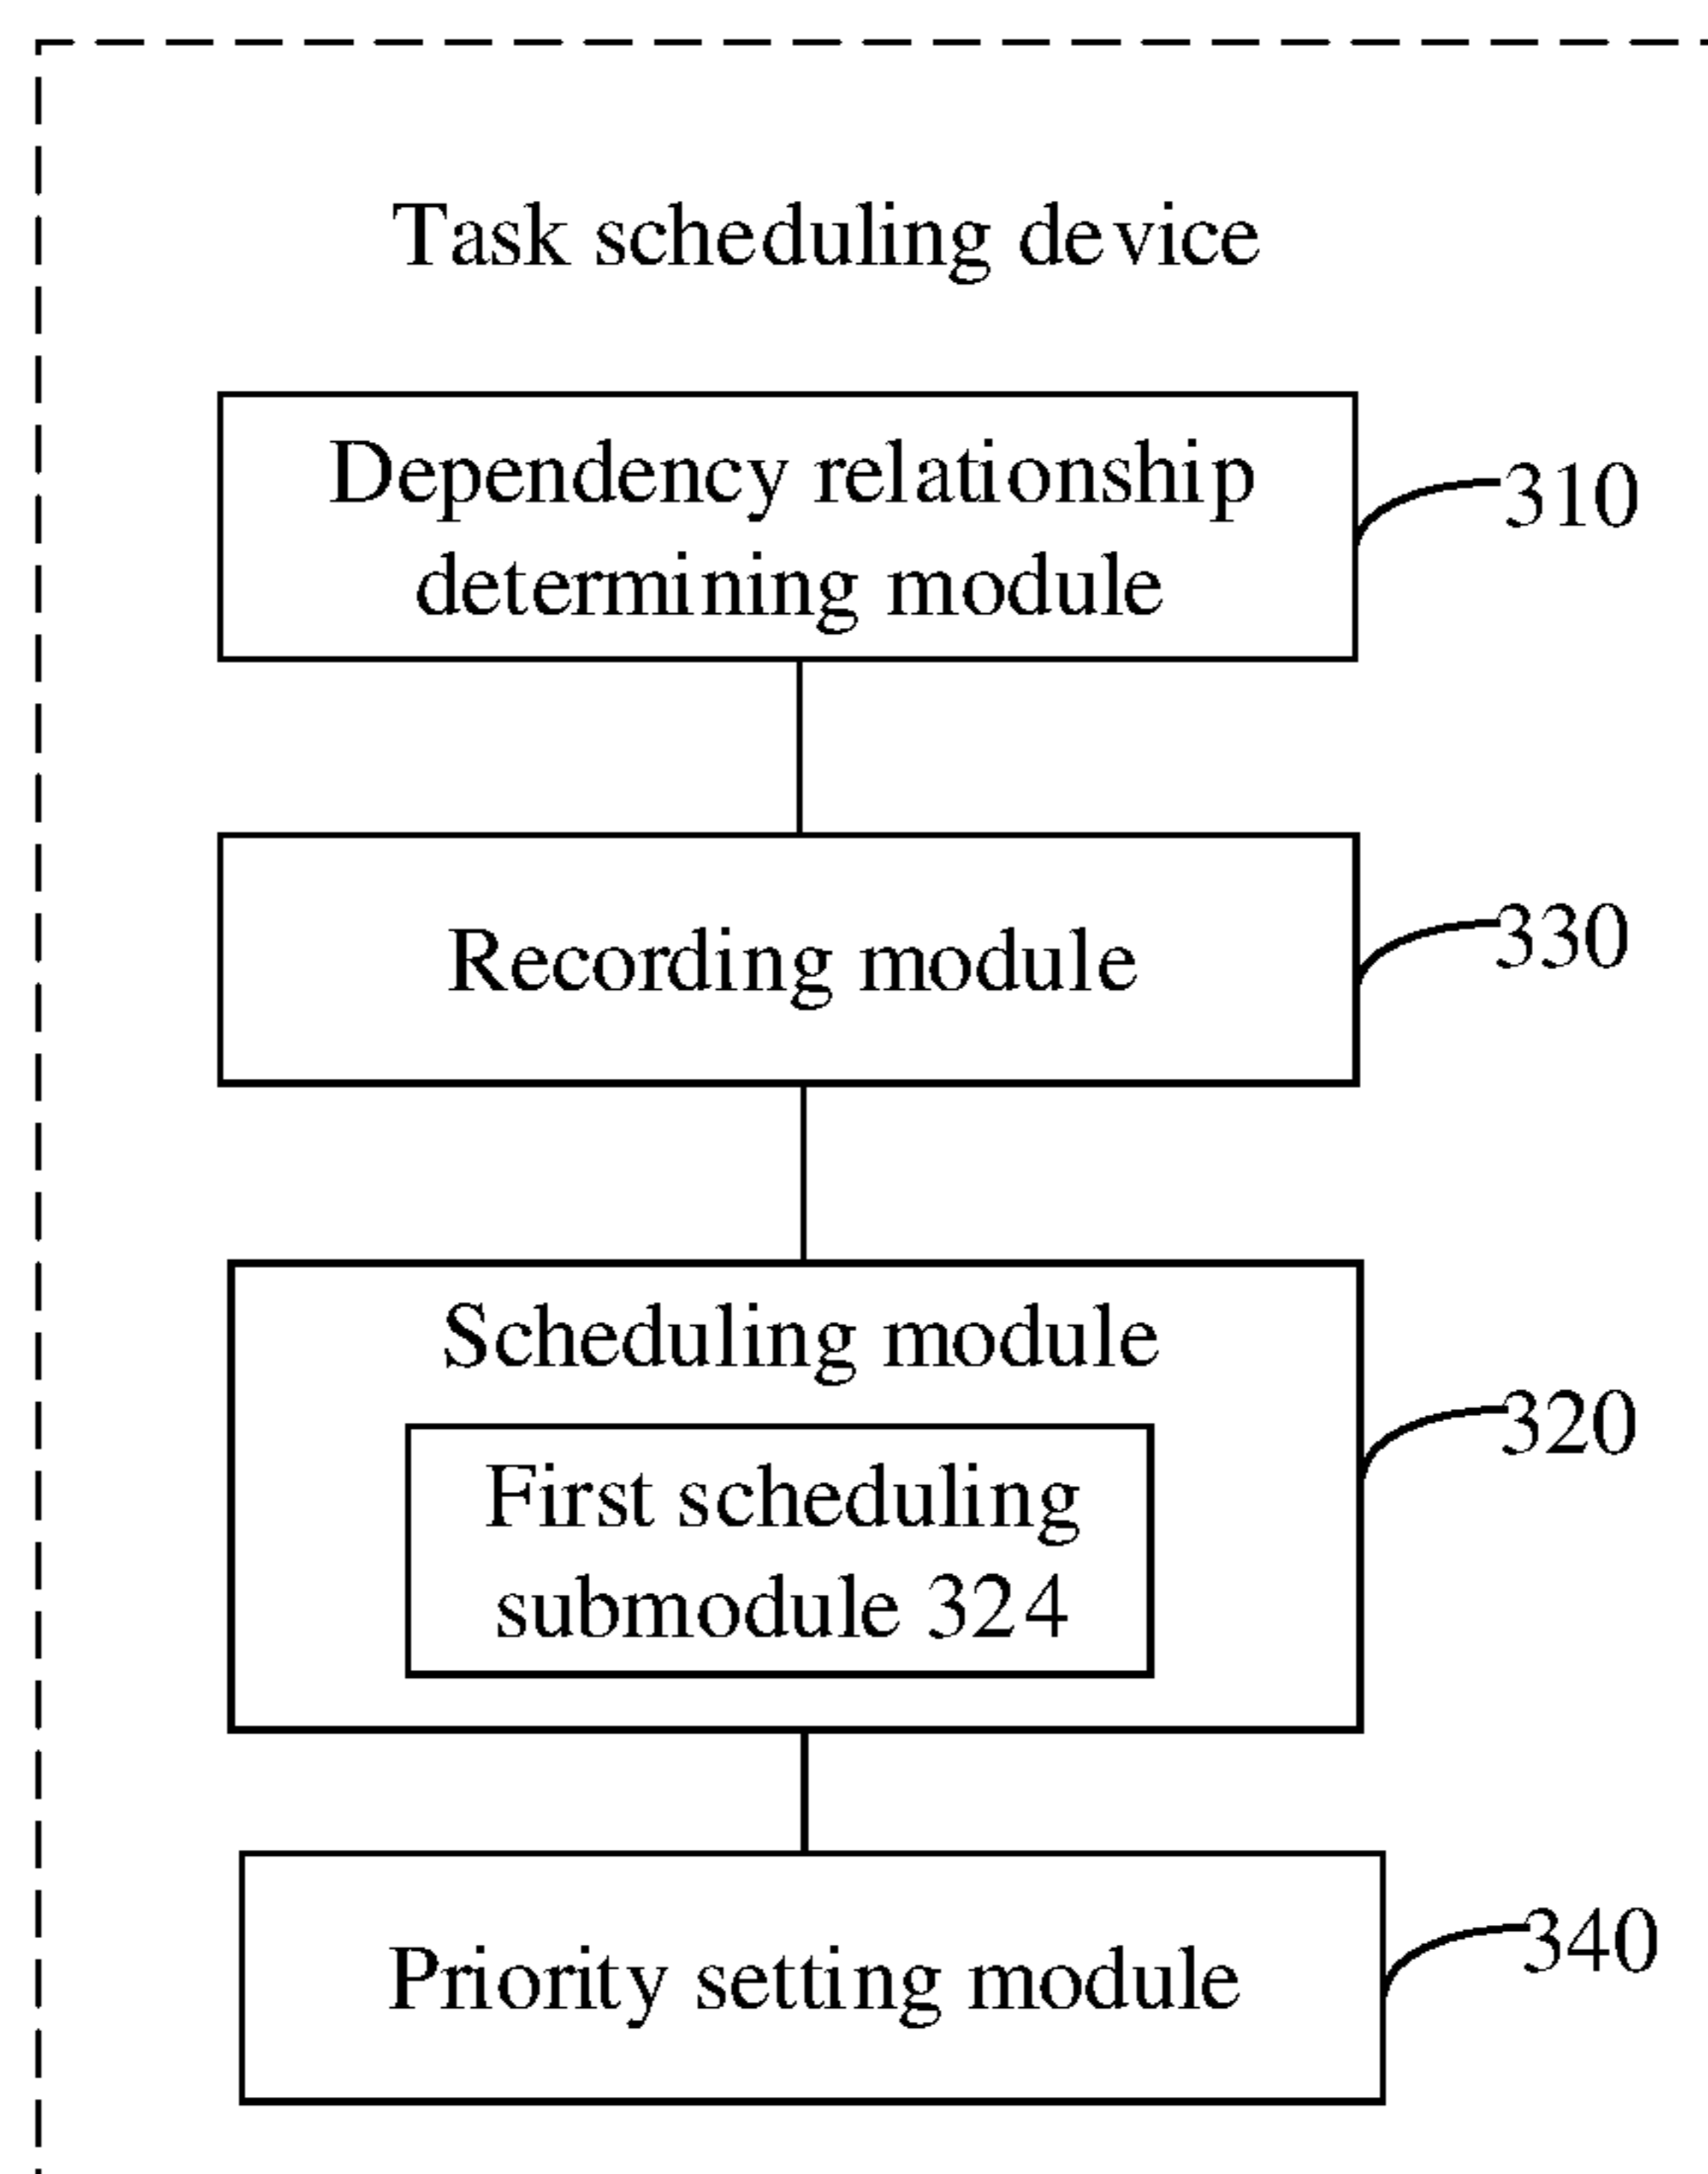 Task scheduling device
Dependency relationship
determining module
310
Recording module
330
Scheduling module
First scheduling
submodule 324
320
Priority setting module
340